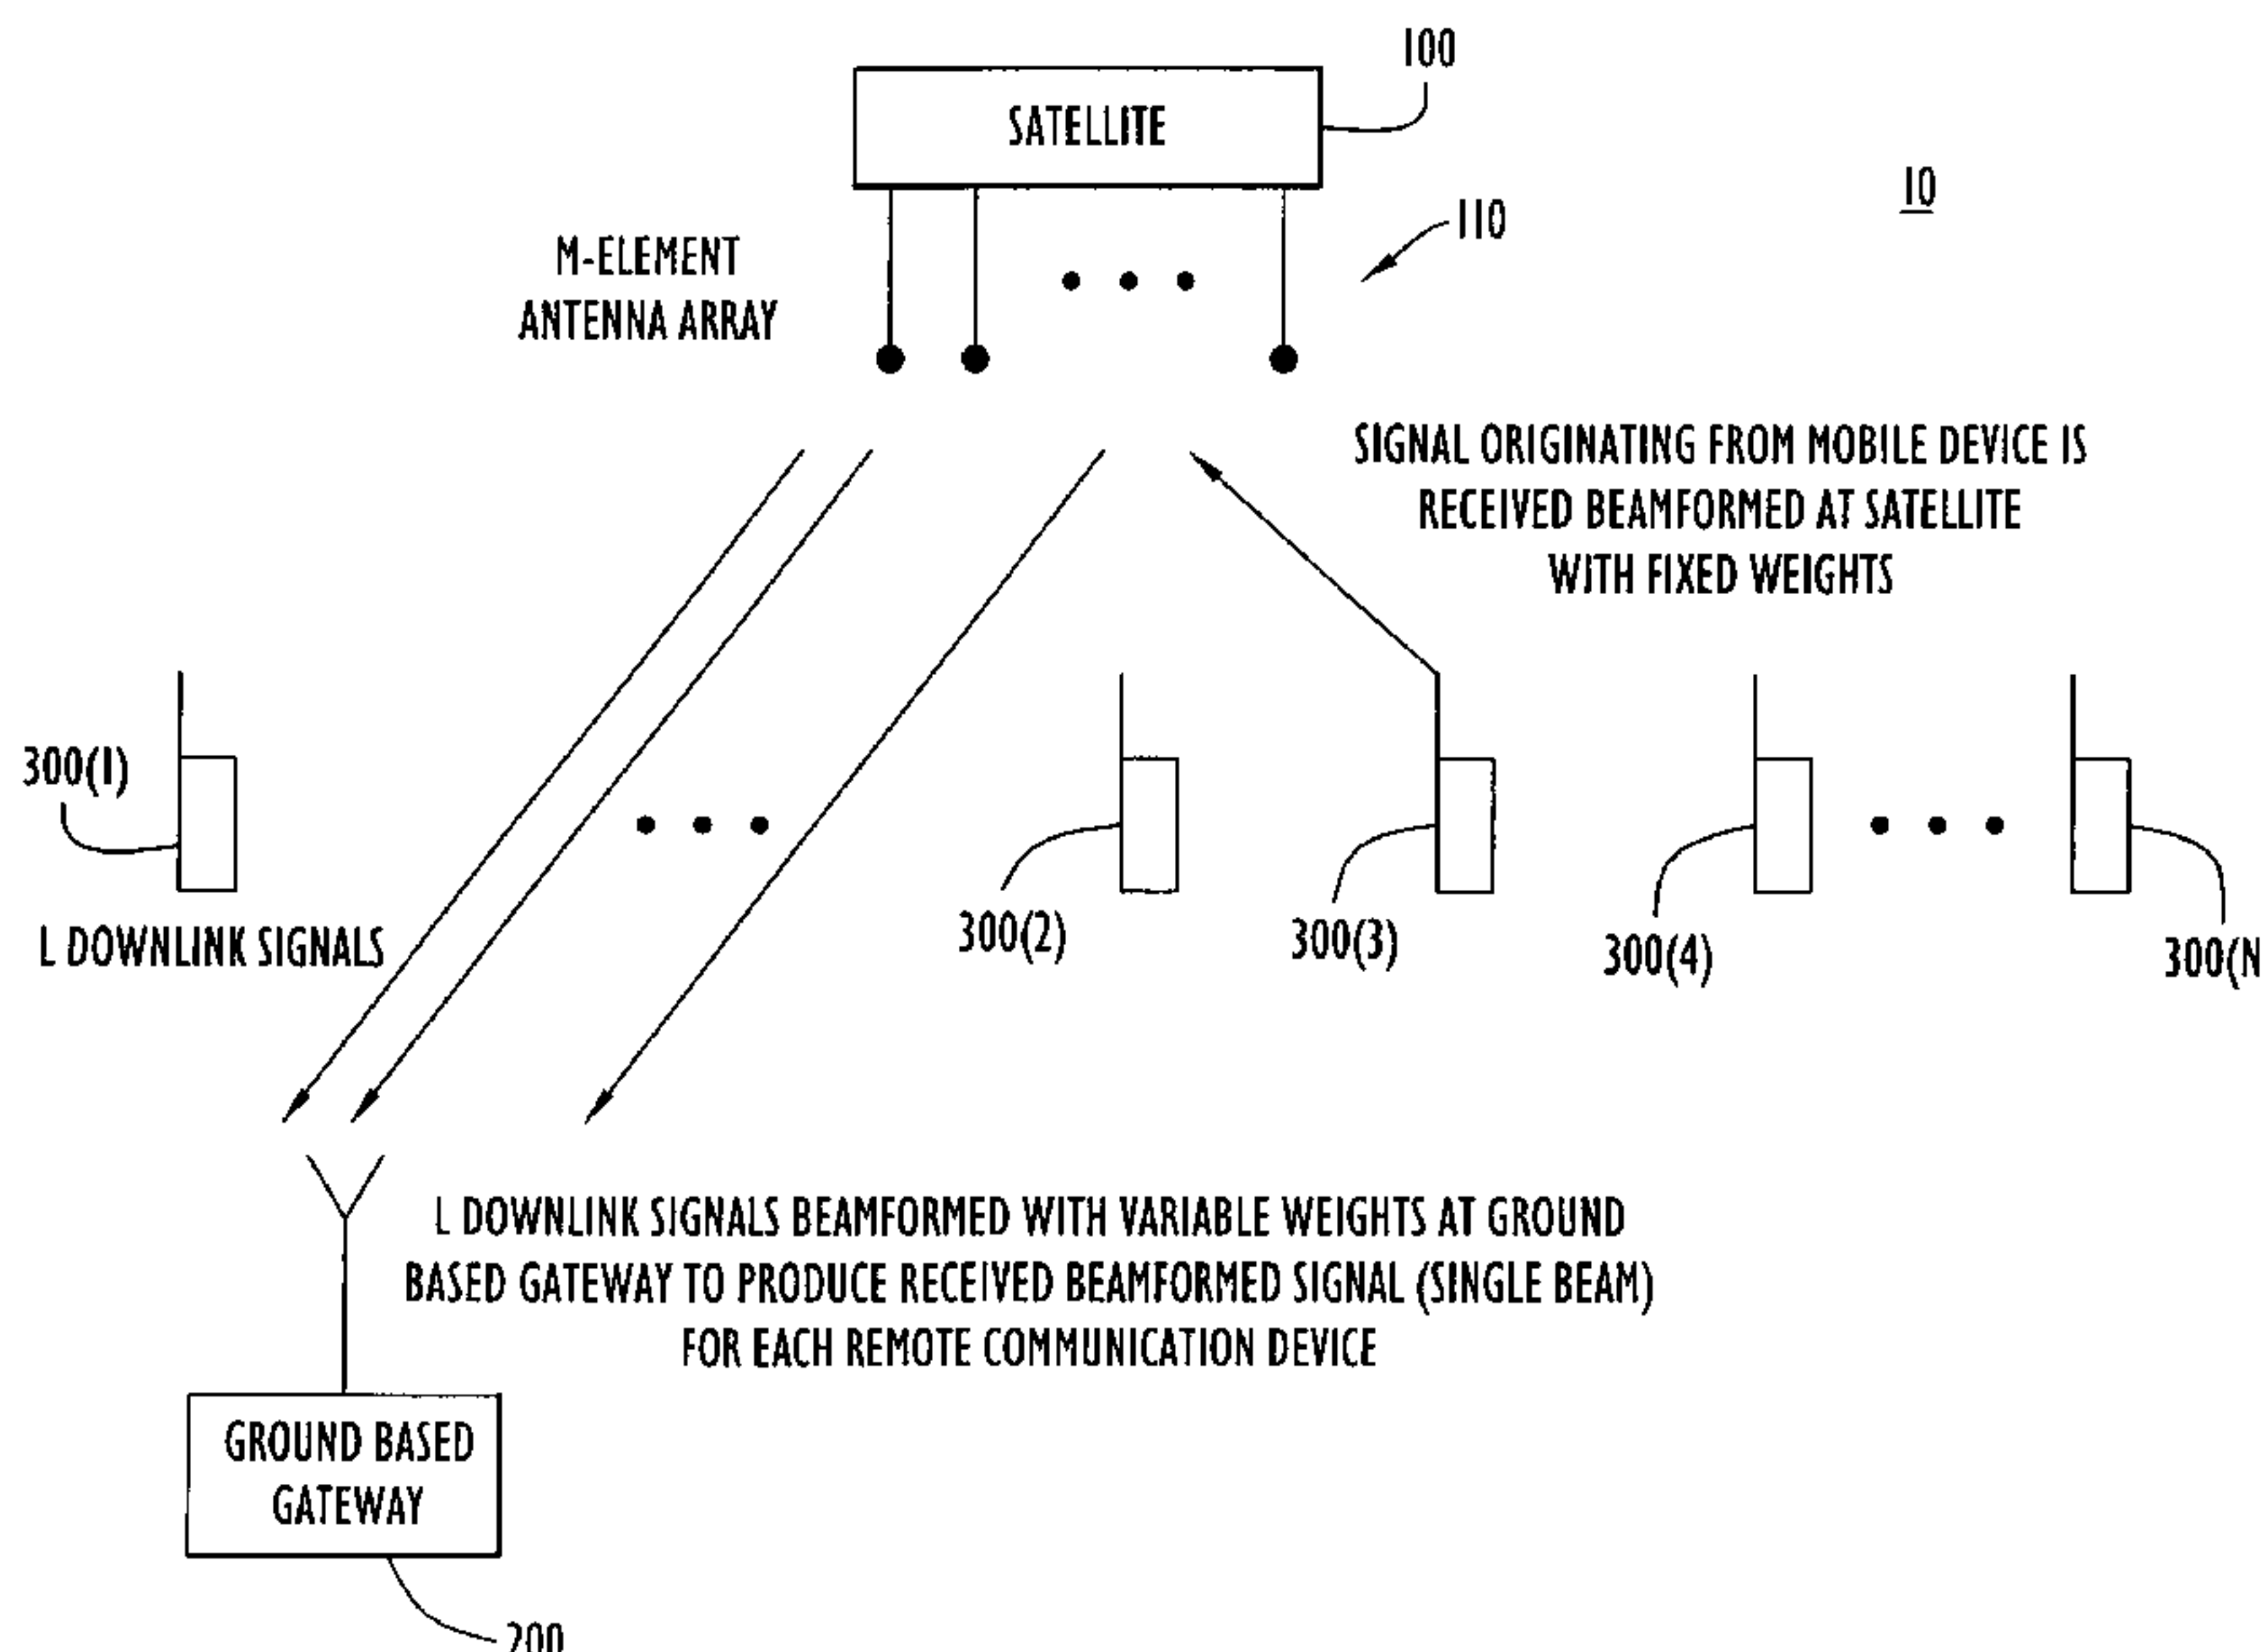 100
SATELLITE
10
110
M-ELEMENT
ANTENNA ARRAY
SIGNAL ORIGINATING FROM MOBILE DEVICE IS
RECEIVED BEAMFORMED AT SATELLITE
WITH FIXED WEIGHTS
300(1)
300(2)
300(3)
300(4)
300(N
L DOWNLINK SIGNALS
L DOWNLINK SIGNALS BEAMFORMED WITH VARIABLE WEIGHTS AT GROUND
BASED GATEWAY TO PRODUCE RECEIVED BEAMFORMED SIGNAL (SINGLE BEAM)
FOR EACH REMOTE COMMUNICATION DEVICE
GROUND BASED
GATEWAY
200